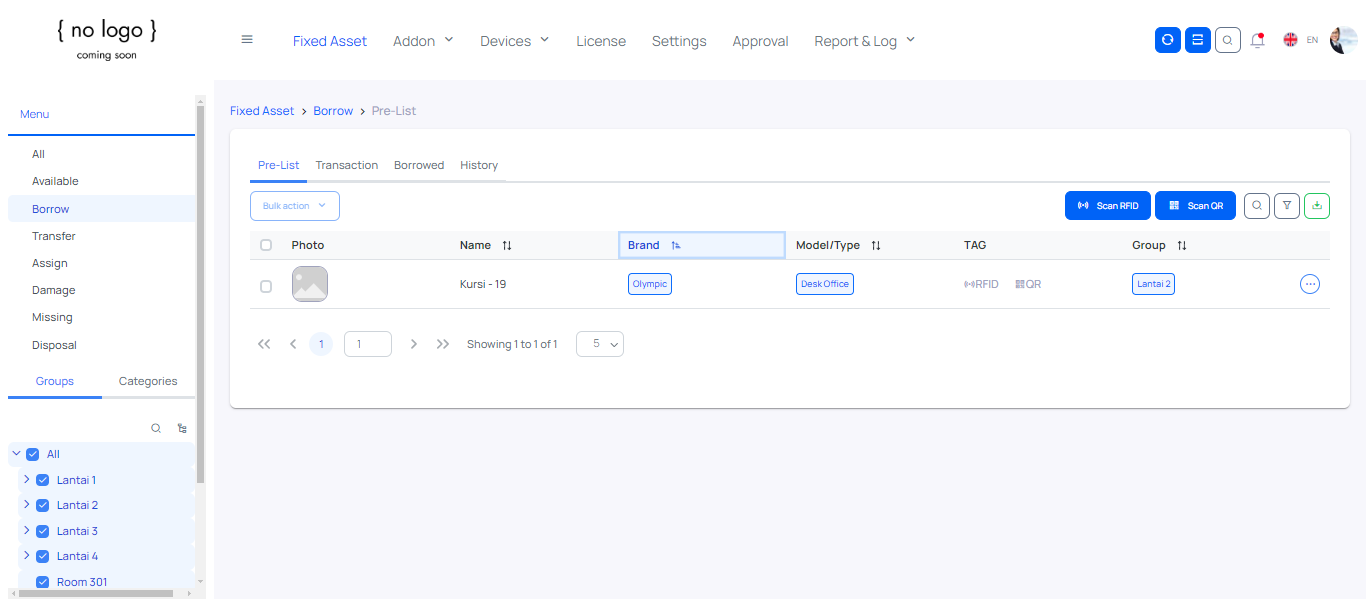 { no logo }
coming soon
Fixed Asset Addon Devices License Settings Approval Report & Log EN
Menu
All
Available
Borrow
Transfer
Assign
Damage
Missing
Disposal
Groups Categories
All
Lantai 1
Lantai 2
Lantai 3
Lantai 4
Room 301
Fixed Asset > Borrow > Pre-List
Pre-List Transaction Borrowed History
Bulk action Scan RFID Scan QR
Photo Name Brand Model/Type TAG Group
Kursi - 19 Olympic Desk Office RFID QR Lantai 2
1 1 Showing 1 to 1 of 1 5